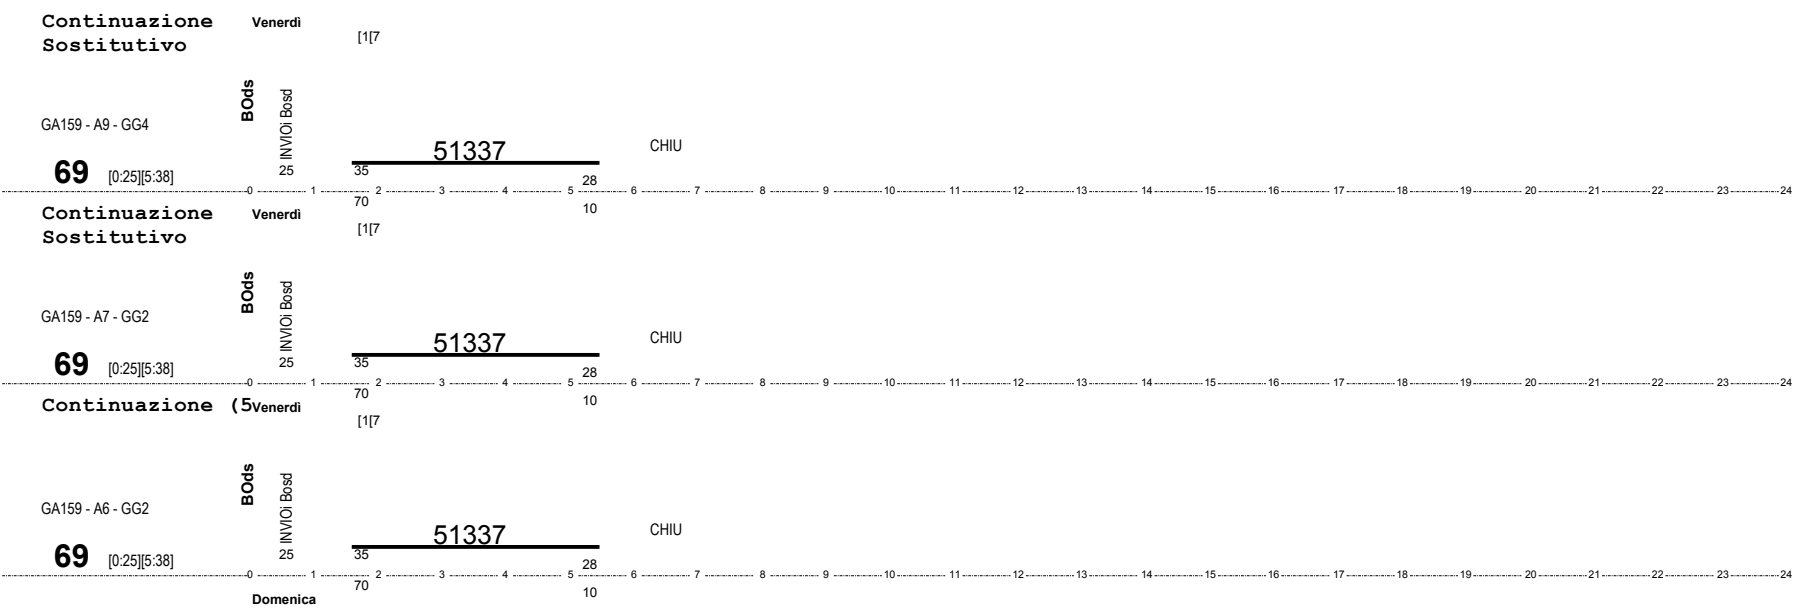 Continuazione Venerdì
Sostitutivo [1[7
BOds
INVIOi Bosd
GA159 - A9 - GG4
51337 CHIU
69 [0:25][5:38] 25 35 28
0 1 2 3 4 5 6 7 8 9 10 11 12 13 14 15 16 17 18 19 20 21 22 23 24
70 10
Continuazione Venerdì
Sostitutivo [1[7
BOds
INVIOi Bosd
GA159 - A7 - GG2
51337 CHIU
69 [0:25][5:38] 25 35 28
0 1 2 3 4 5 6 7 8 9 10 11 12 13 14 15 16 17 18 19 20 21 22 23 24
70 10
Continuazione (5 Venerdì
[1[7
BOds
INVIOi Bosd
GA159 - A6 - GG2
51337 CHIU
69 [0:25][5:38] 25 35 28
0 1 2 3 4 5 6 7 8 9 10 11 12 13 14 15 16 17 18 19 20 21 22 23 24
70 10
Domenica